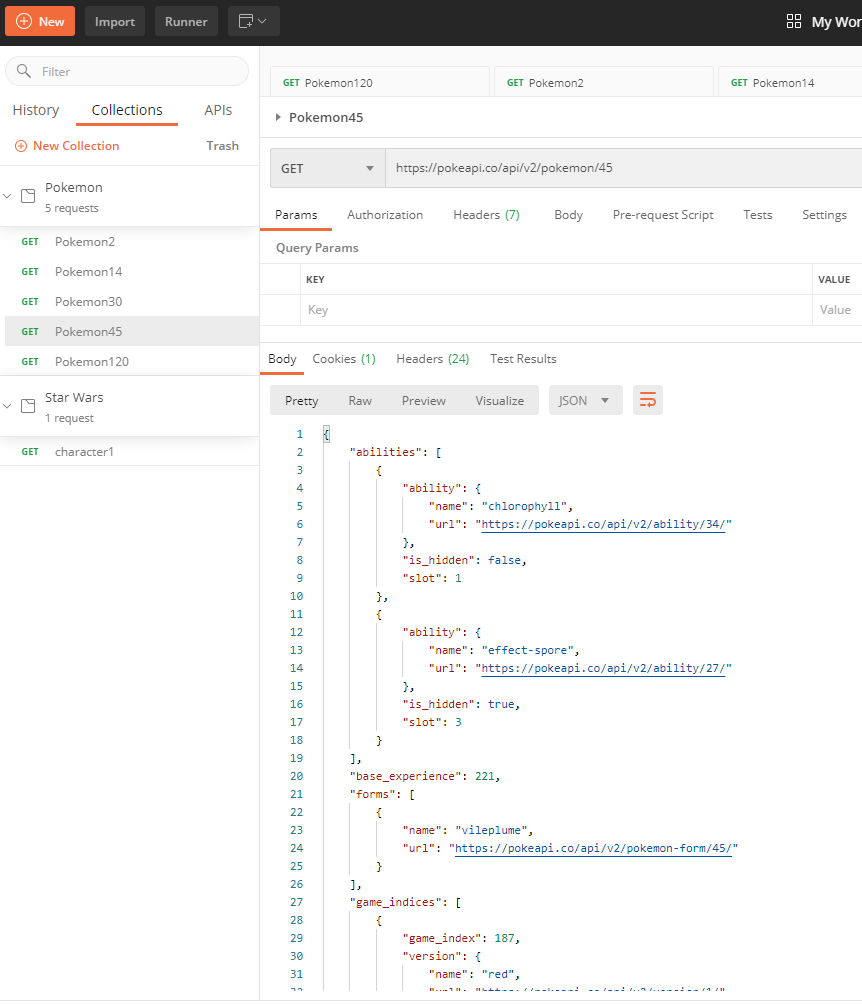 New Import Runner My Wor
Filter
History Collections APIs
New Collection Trash
Pokemon
5 requests
GET Pokemon2
GET Pokemon14
GET Pokemon30
GET Pokemon45
GET Pokemon120
Star Wars
1 request
GET character1
GET Pokemon120 GET Pokemon2 GET Pokemon14
Pokemon45
GET https://pokeapi.co/api/v2/pokemon/45
Params Authorization Headers (7) Body Pre-request Script Tests Settings
Query Params
KEY VALUE
Key Value
Body Cookies (1) Headers (24) Test Results
Pretty Raw Preview Visualize JSON
1 {
2 "abilities": [
3 {
4 "ability": {
5 "name": "chlorophyll",
6 "url": "https://pokeapi.co/api/v2/ability/34/"
7 },
8 "is_hidden": false,
9 "slot": 1
10 },
11 {
12 "ability": {
13 "name": "effect-spore",
14 "url": "https://pokeapi.co/api/v2/ability/27/"
15 },
16 "is_hidden": true,
17 "slot": 3
18 }
19 ],
20 "base_experience": 221,
21 "forms": [
22 {
23 "name": "vileplume",
24 "url": "https://pokeapi.co/api/v2/pokemon-form/45/"
25 }
26 ],
27 "game_indices": [
28 {
29 "game_index": 187,
30 "version": {
31 "name": "red",
32 "url": "https://pokeapi.co/api/v2/version/1/"